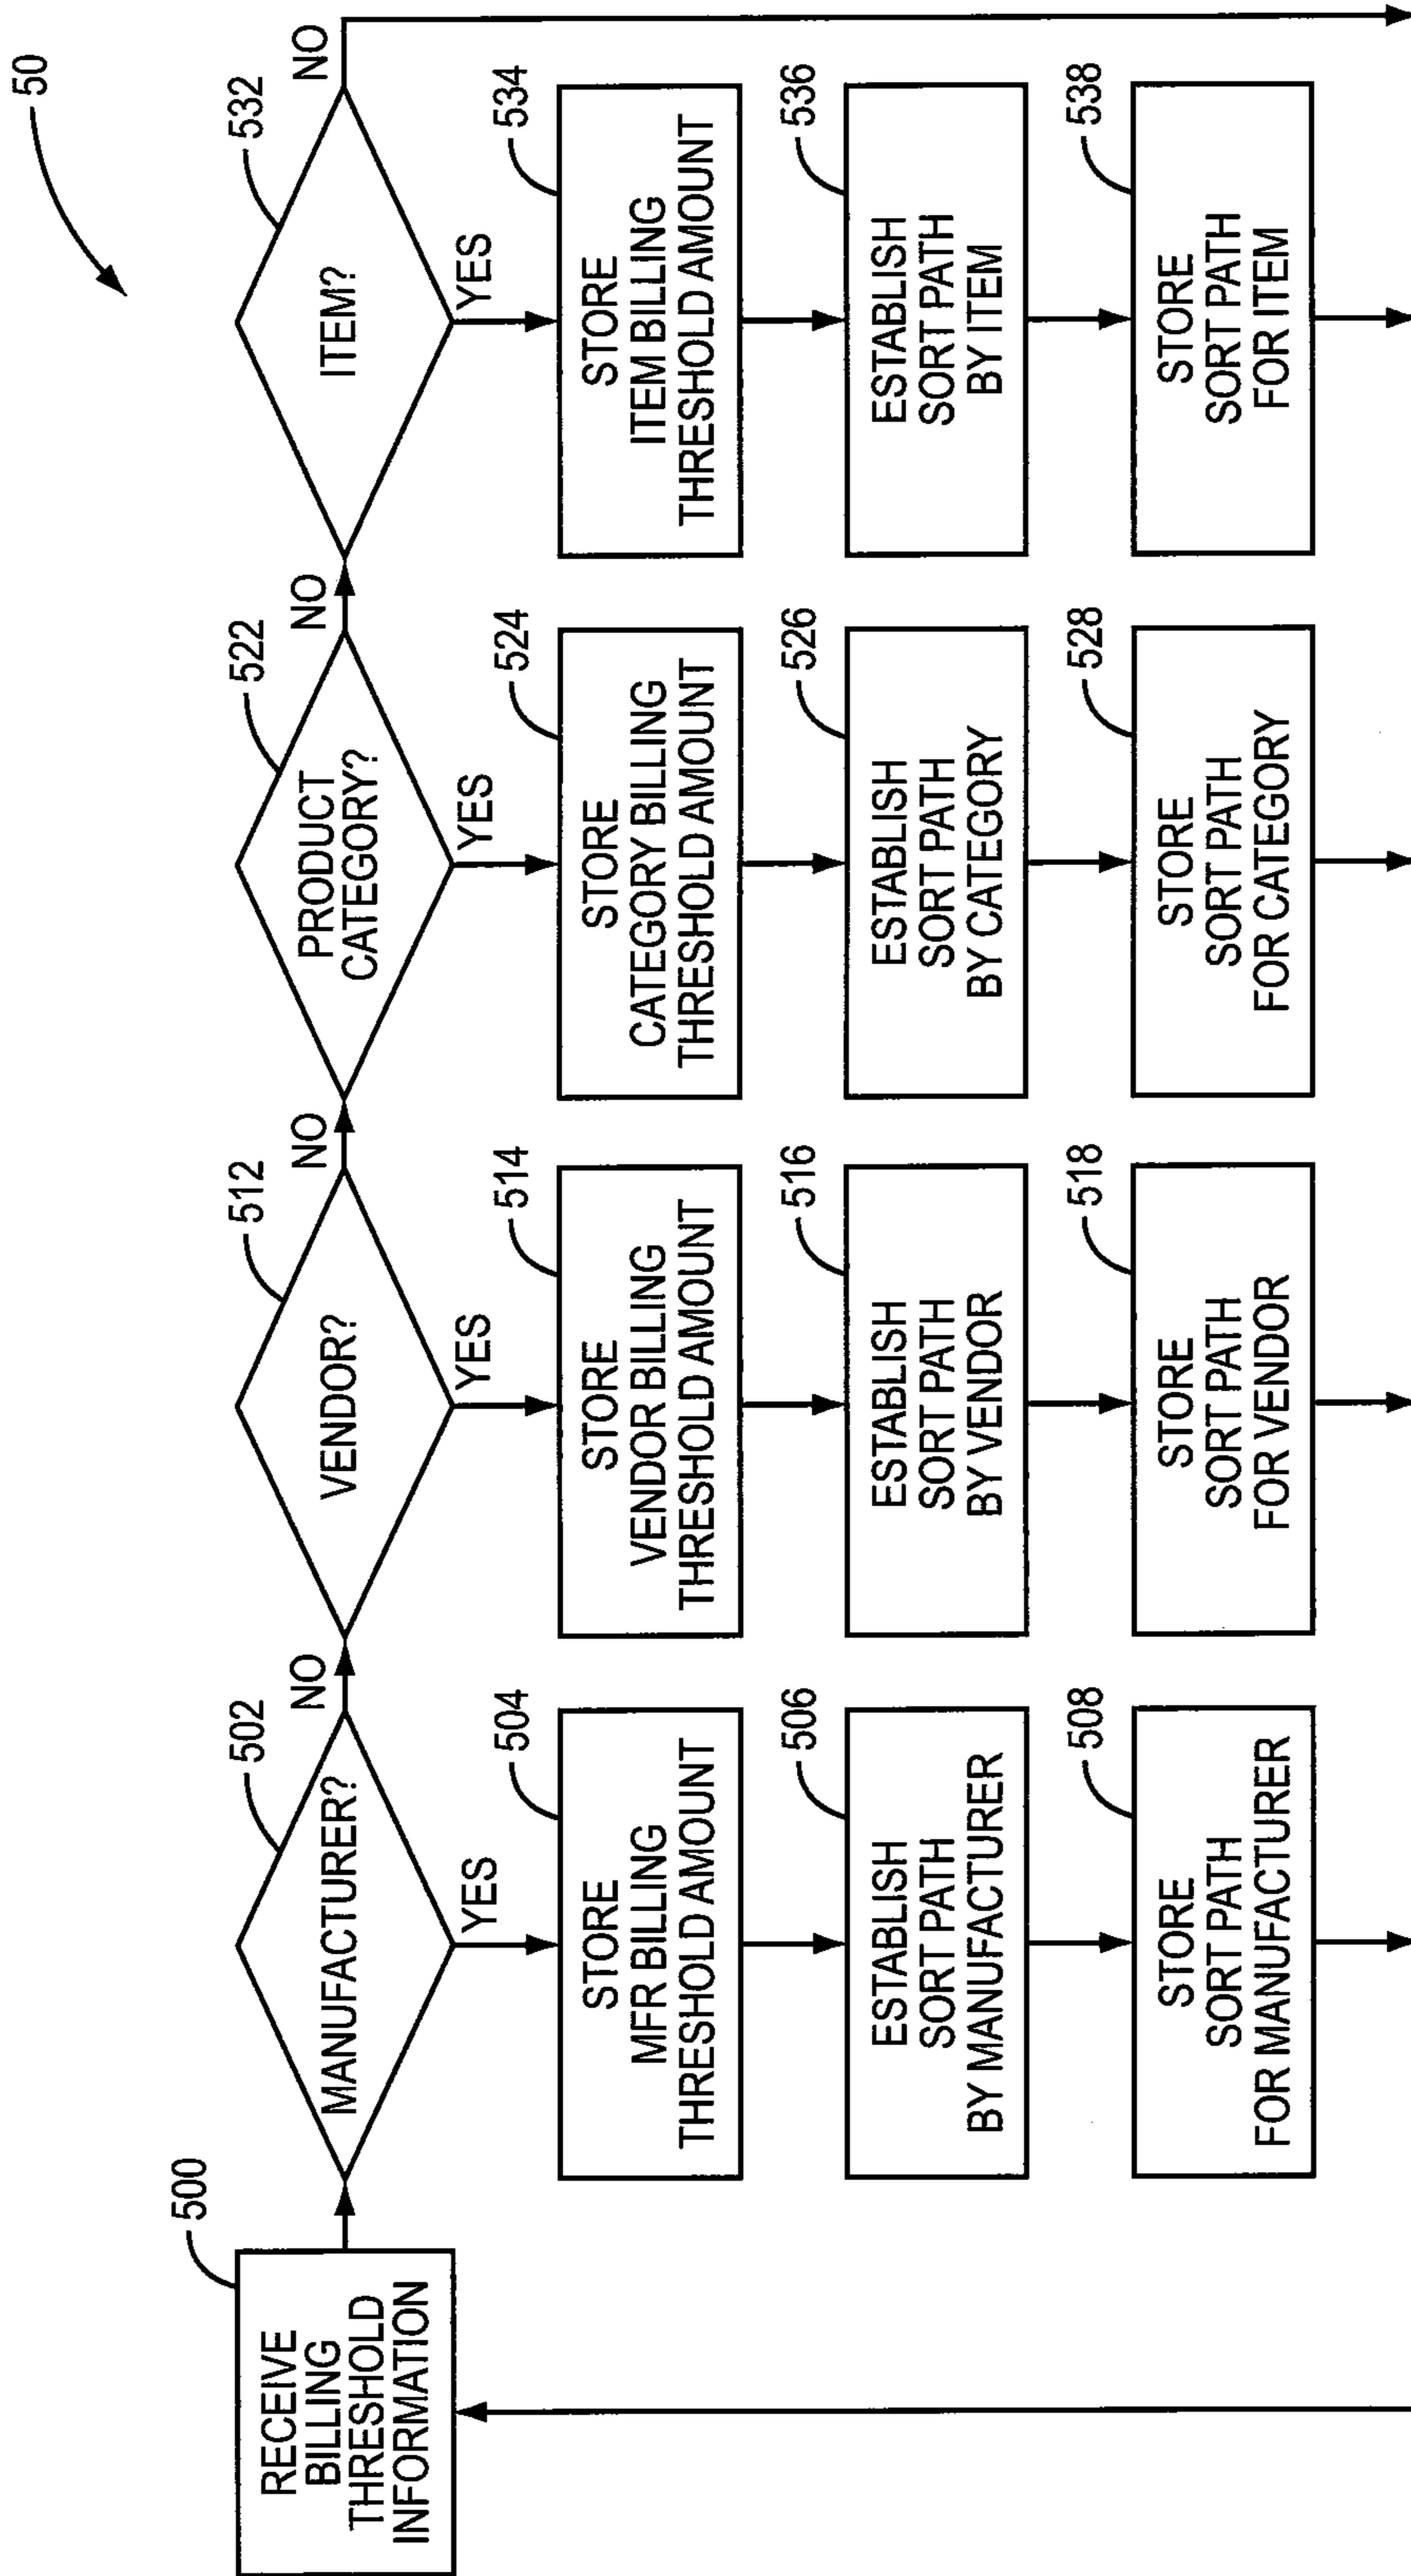 50
500
RECEIVE
BILLING
THRESHOLD
INFORMATION
502
MANUFACTURER?
NO
YES
504
STORE
MFR BILLING
THRESHOLD AMOUNT
506
ESTABLISH
SORT PATH
BY MANUFACTURER
508
STORE
SORT PATH
FOR MANUFACTURER
512
VENDOR?
NO
YES
514
STORE
VENDOR BILLING
THRESHOLD AMOUNT
516
ESTABLISH
SORT PATH
BY VENDOR
518
STORE
SORT PATH
FOR VENDOR
522
PRODUCT
CATEGORY?
NO
YES
524
STORE
CATEGORY BILLING
THRESHOLD AMOUNT
526
ESTABLISH
SORT PATH
BY CATEGORY
528
STORE
SORT PATH
FOR CATEGORY
532
ITEM?
NO
YES
534
STORE
ITEM BILLING
THRESHOLD AMOUNT
536
ESTABLISH
SORT PATH
BY ITEM
538
STORE
SORT PATH
FOR ITEM